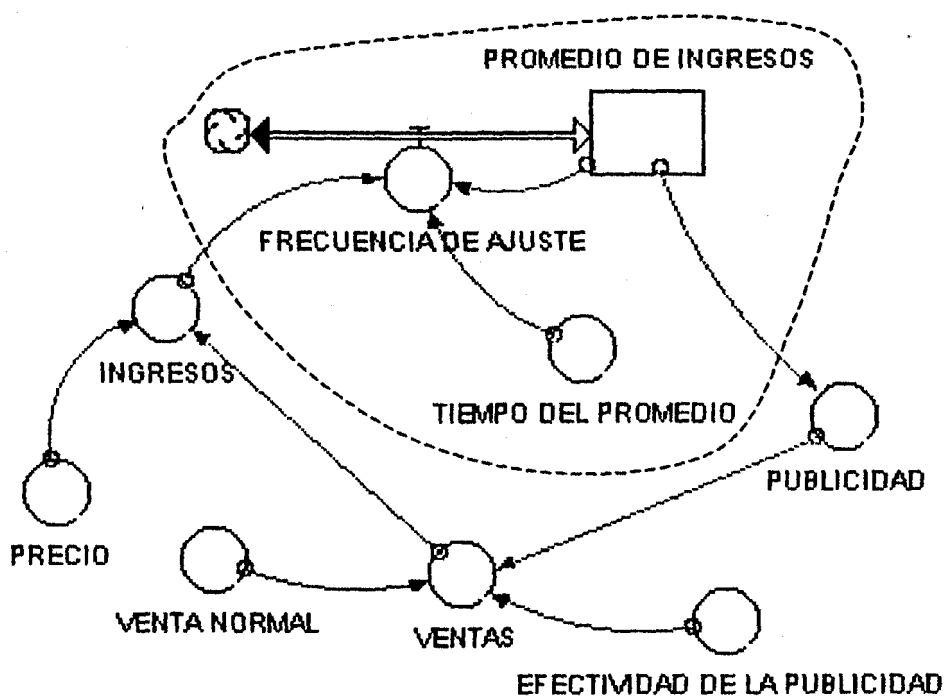 PROMEDIO DE INGRESOS
FRECUENCIA DE AJUSTE
INGRESOS
TIEMPO DEL PROMEDIO
PUBLICIDAD
PRECIO
VENTA NORMAL
VENTAS
EFECTIVIDAD DE LA PUBLICIDAD